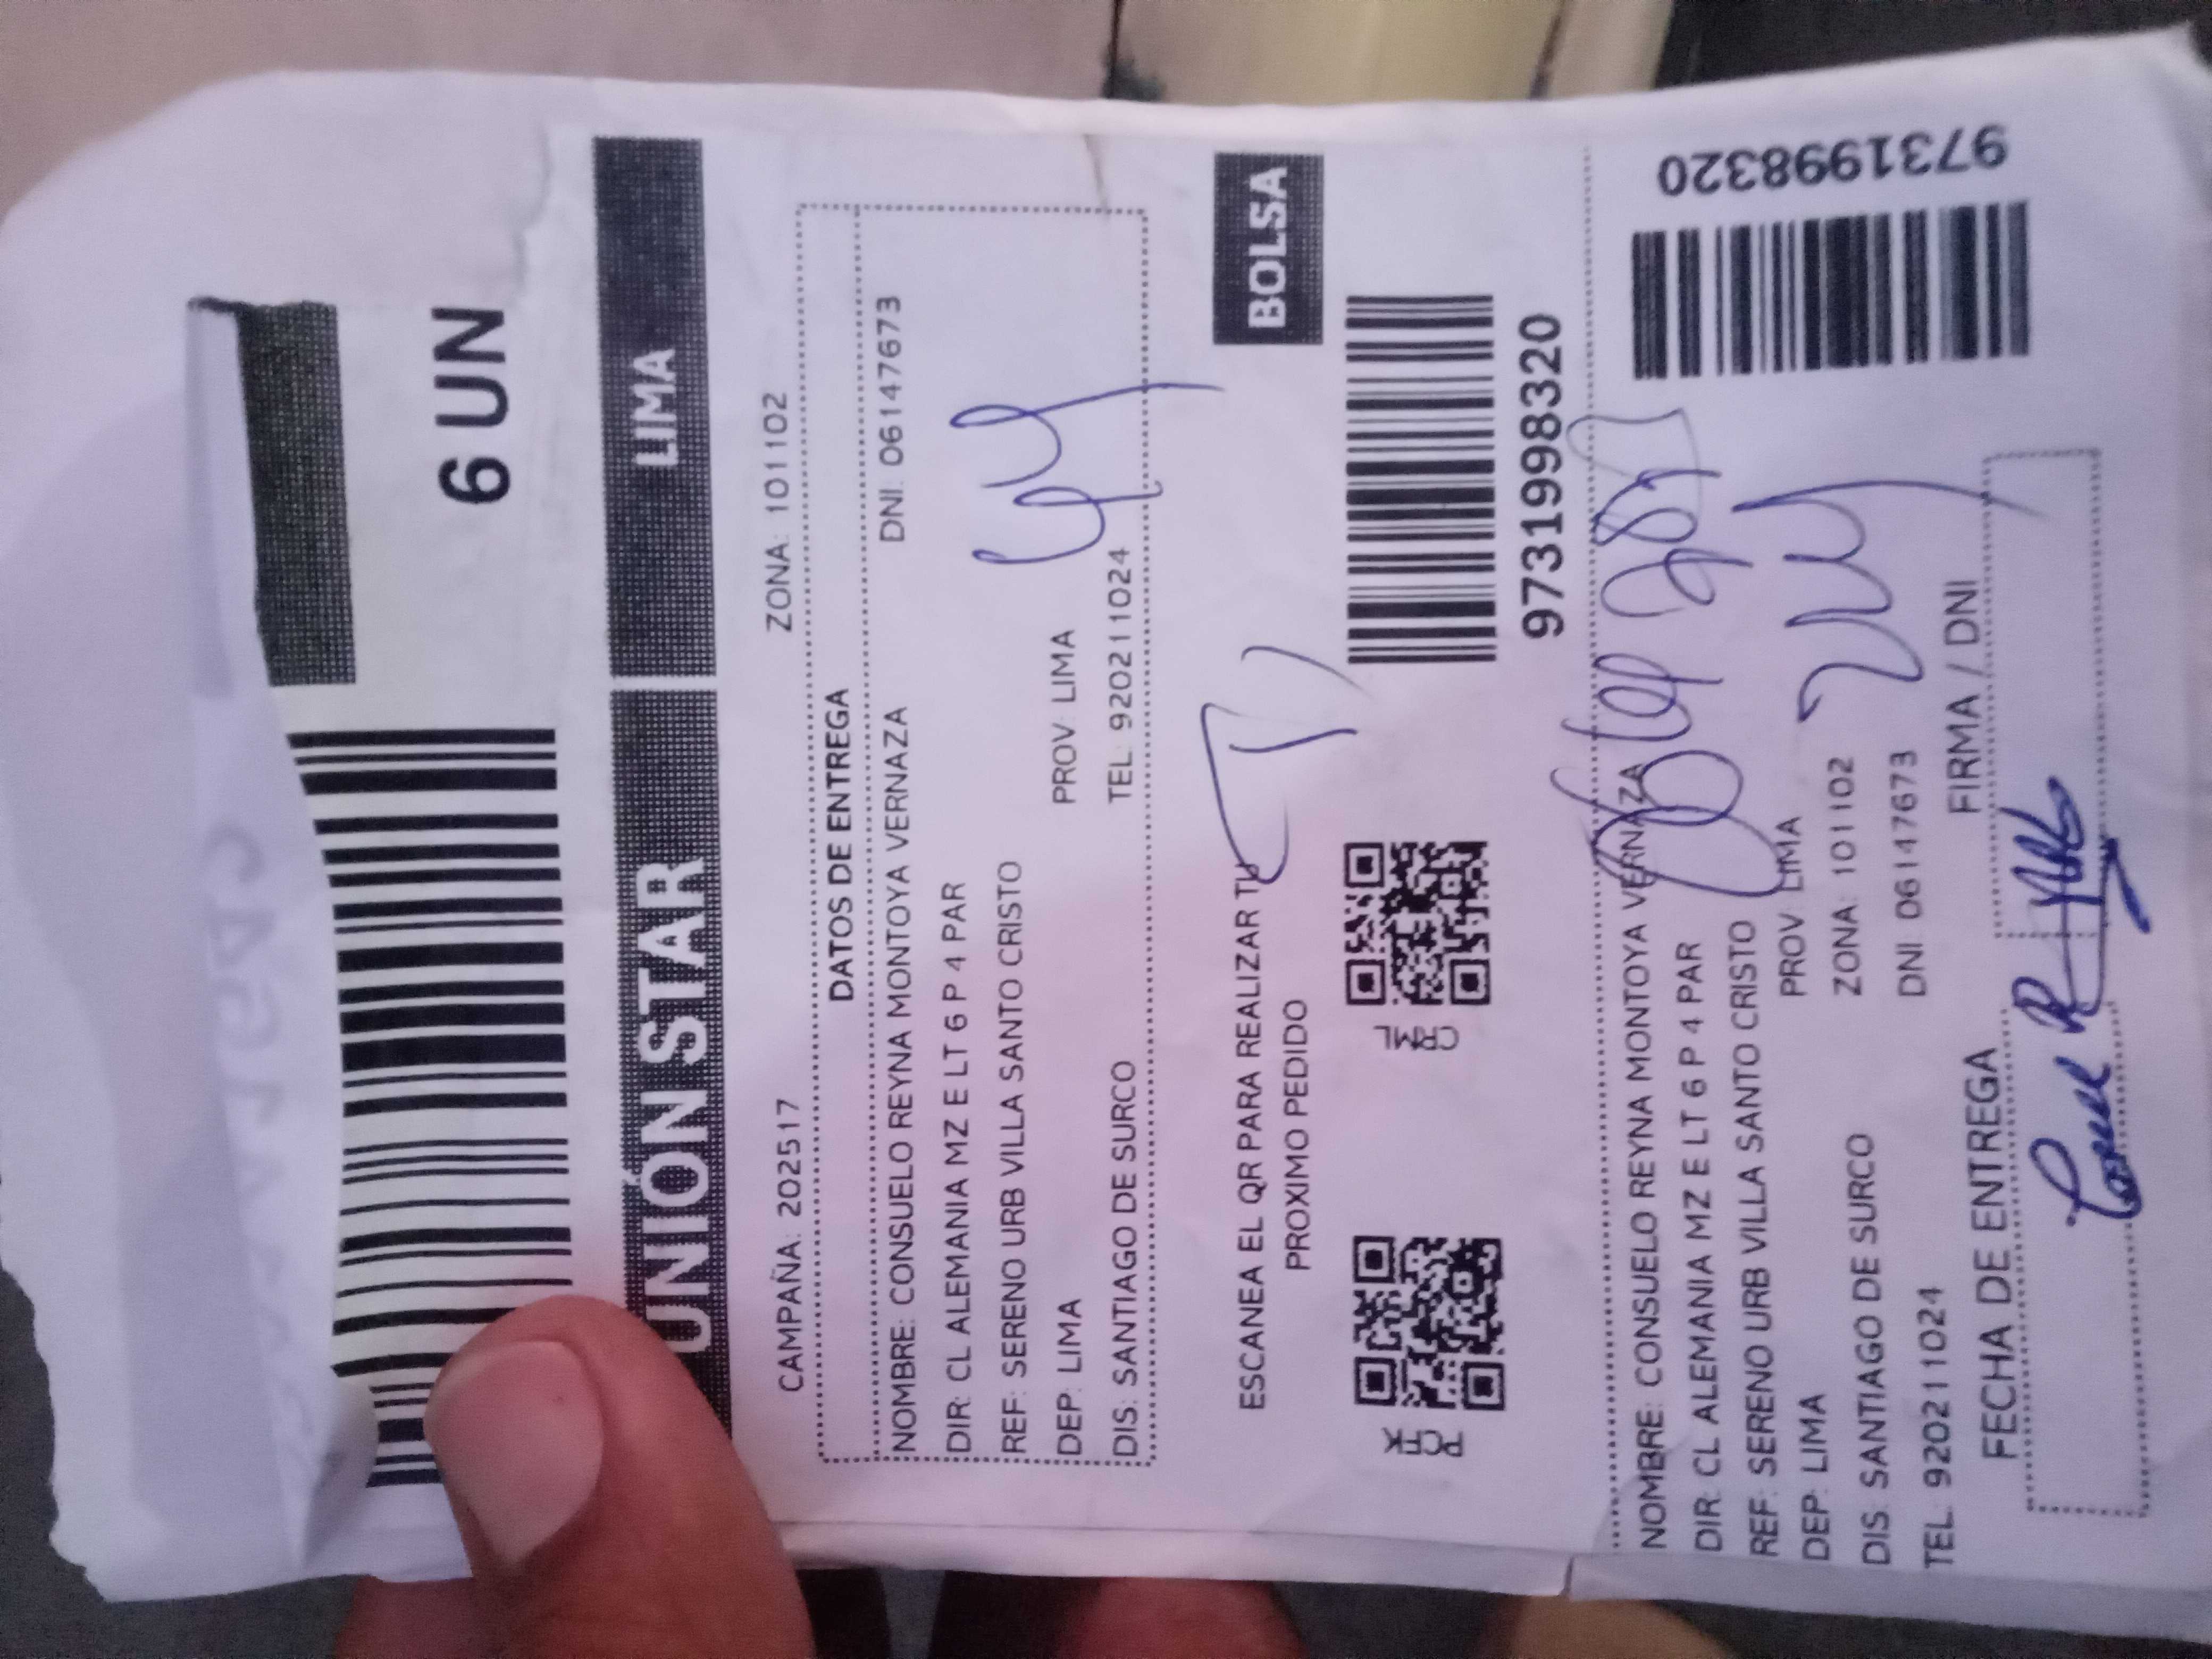 6 UN
UNIÓN STAR LIMA
CAMPAÑA: 202517 ZONA: 101102
DATOS DE ENTREGA
NOMBRE: CONSUELO REYNA MONTOYA VERNAZA DNI: 06147673
DIR: CL ALEMANIA MZ E LT 6 P 4 PAR
REF: SERENO URB VILLA SANTO CRISTO
DEP: LIMA PROV: LIMA
DIS: SANTIAGO DE SURCO TEL: 920211024
ESCANEA EL QR PARA REALIZAR TU
PROXIMO PEDIDO
BOLSA
9731998320
NOMBRE: CONSUELO REYNA MONTOYA VERNAZA
DIR: CL ALEMANIA MZ E LT 6 P 4 PAR
REF: SERENO URB VILLA SANTO CRISTO
DEP: LIMA PROV: LIMA
DIS: SANTIAGO DE SURCO ZONA: 101102
TEL: 920211024 DNI: 06147673
FECHA DE ENTREGA FIRMA / DNI
9731998320